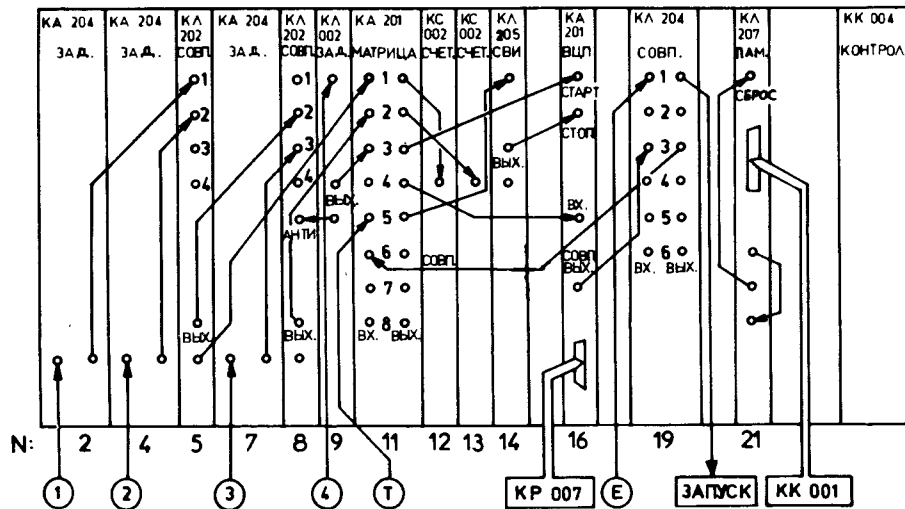 КА 204 КА 204 КЛ 202 КА 204 КЛ 202 КЛ 002 КА 201 КС 002 КС 002 КЛ 205 КА 201 КЛ 204 КЛ 207 КК 004
ЗАД. ЗАД. СОВП. ЗАД. СОВП. ЗАД. МАТРИЦА СЧЕТ. СЧЕТ. СВИ ВЦП СОВП. ПАМ. КОНТРОЛ
1 1 1 1
СТАРТ СБРОС
2 2 2 2
СТОП
3 3 3 3
ВЫХ.
4 4 4 4
ВЫХ.
5 ВХ. 5
АНТИ
6 СОВП. СОВП. 6
ВЫХ. ВХ. ВЫХ.
7
ВЫХ. ВЫХ. ВХ. 8 ВЫХ.
N: 2 4 5 7 8 9 11 12 13 14 16 19 21
1 2 3 4 Т КР 007 Е ЗАПУСК КК 001